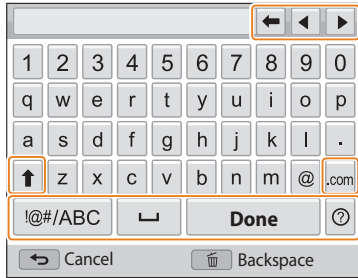 1 2 3 4 5 6 7 8 9 0
q w e r t y u i o p
a s d f g h j k l .
z x c v b n m @ .com
!@#/ABC Done ?
Cancel Backspace